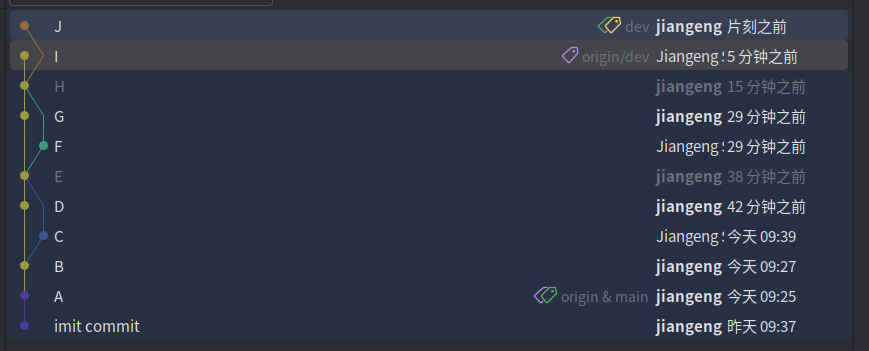 J dev jiangeng 片刻之前
I origin/dev Jiangeng 5 分钟之前
H jiangeng 15 分钟之前
G jiangeng 29 分钟之前
F Jiangeng 29 分钟之前
E jiangeng 38 分钟之前
D jiangeng 42 分钟之前
C Jiangeng 今天 09:39
B jiangeng 今天 09:27
A origin & main jiangeng 今天 09:25
imit commit jiangeng 昨天 09:37